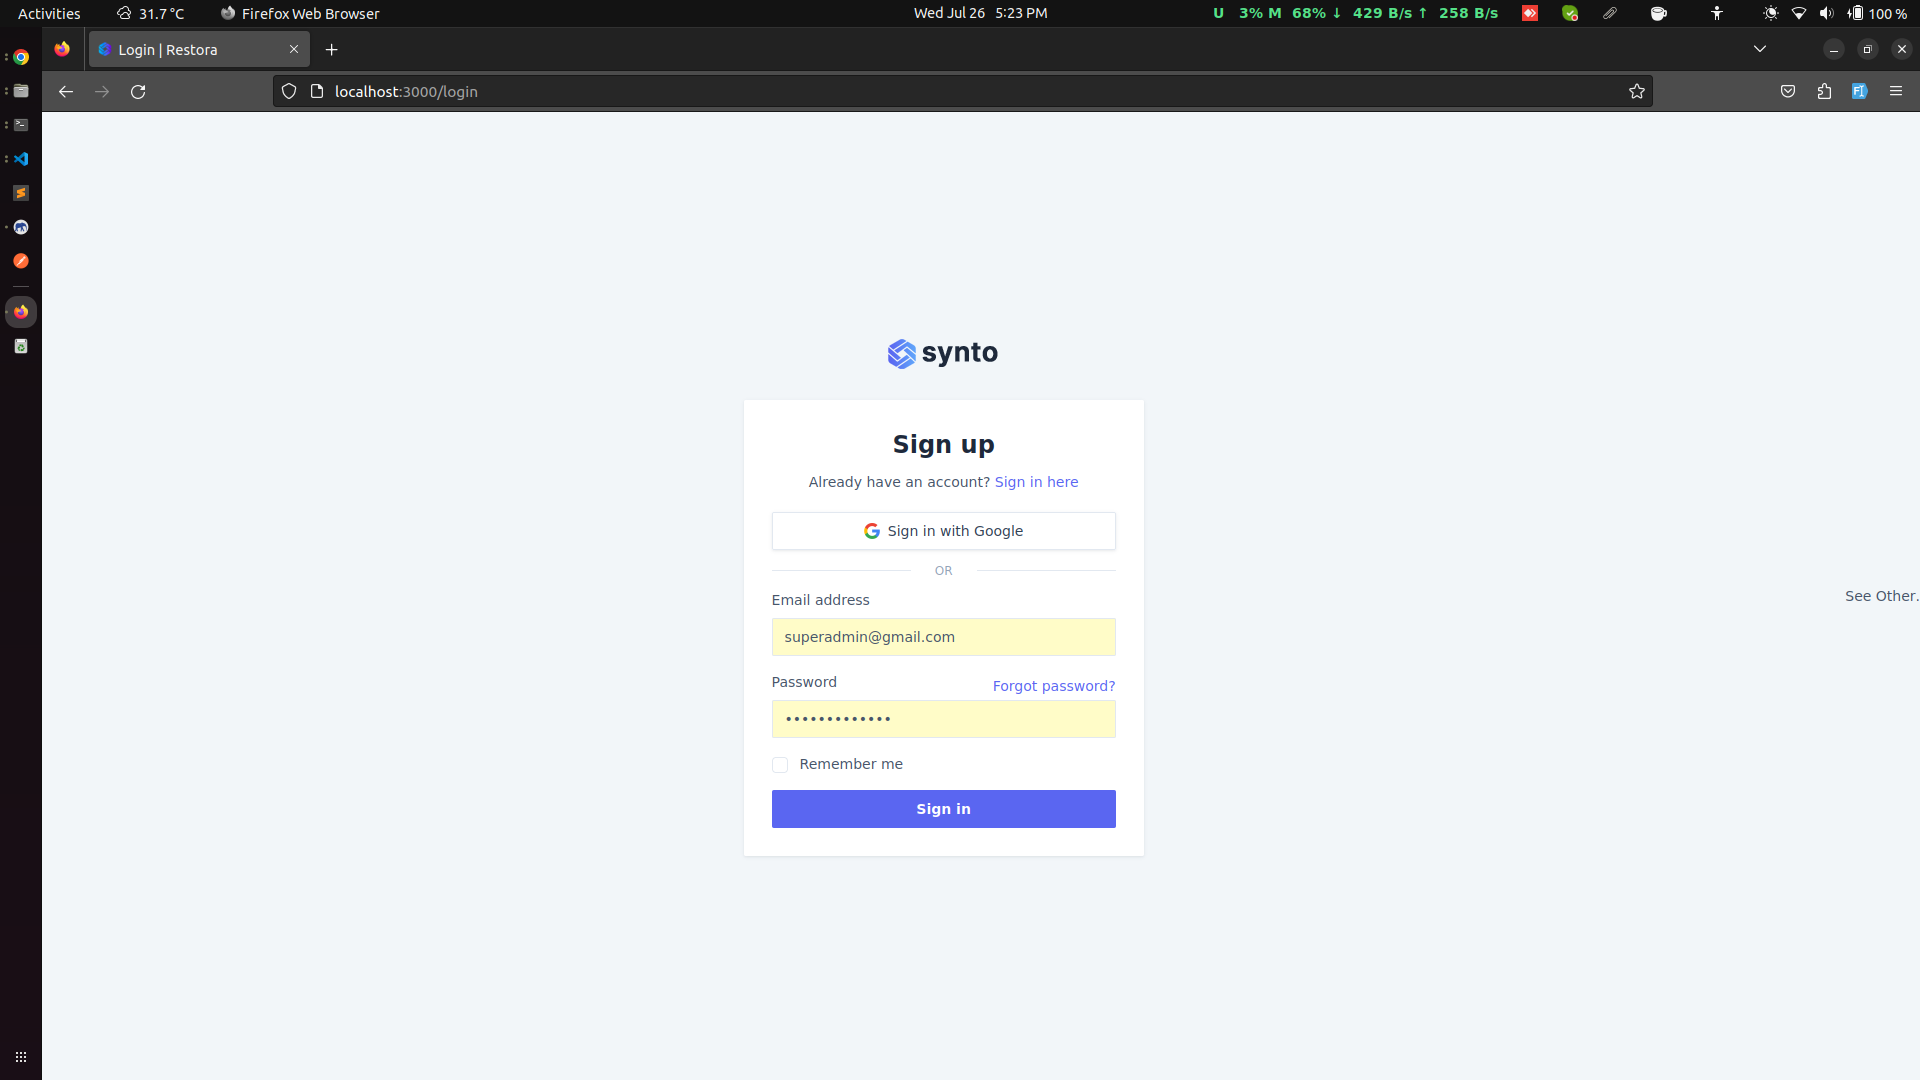 Activities 31.7 °C Firefox Web Browser Wed Jul 26 5:23 PM U 3% M 68% ↓ 429 B/s ↑ 258 B/s 100 %
Login | Restora
localhost:3000/login
synto
Sign up
Already have an account? Sign in here
Sign in with Google
OR
Email address
See Other.
superadmin@gmail.com
Password
Forgot password?
•••••••••••••
Remember me
Sign in